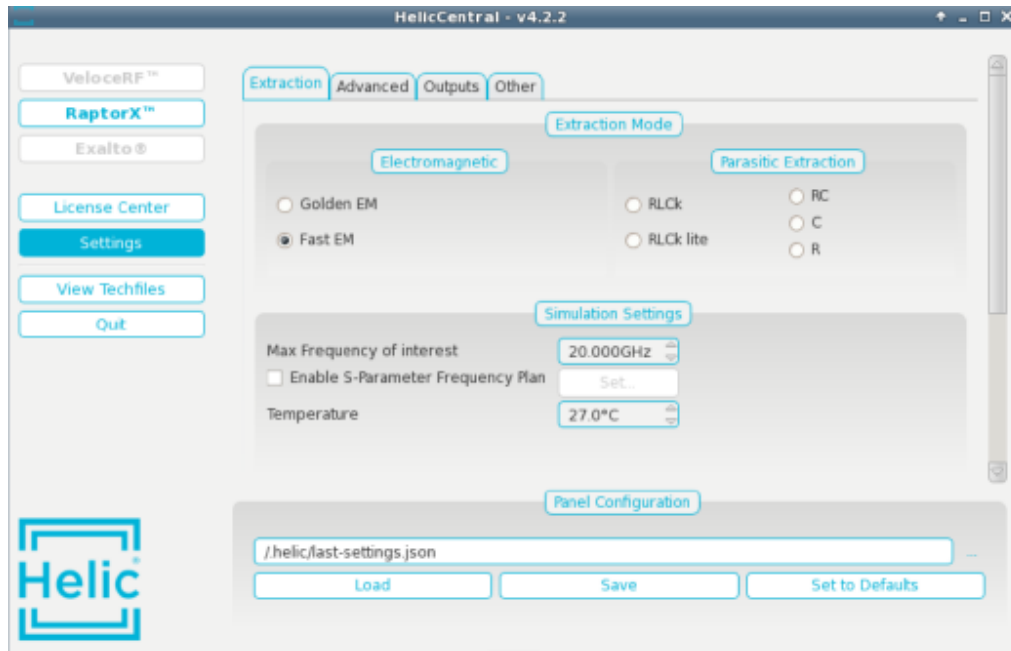 HelicCentral - v4.2.2
VeloceRF™
RaptorX™
Exalto®
License Center
Settings
View Techfiles
Quit
Helic
Extraction Advanced Outputs Other
Extraction Mode
Electromagnetic
Golden EM
Fast EM
Parasitic Extraction
RLCk
RLCk lite
RC
C
R
Simulation Settings
Max Frequency of interest 20.000GHz
Enable S-Parameter Frequency Plan Set...
Temperature 27.0°C
Panel Configuration
/.helic/last-settings.json ...
Load Save Set to Defaults